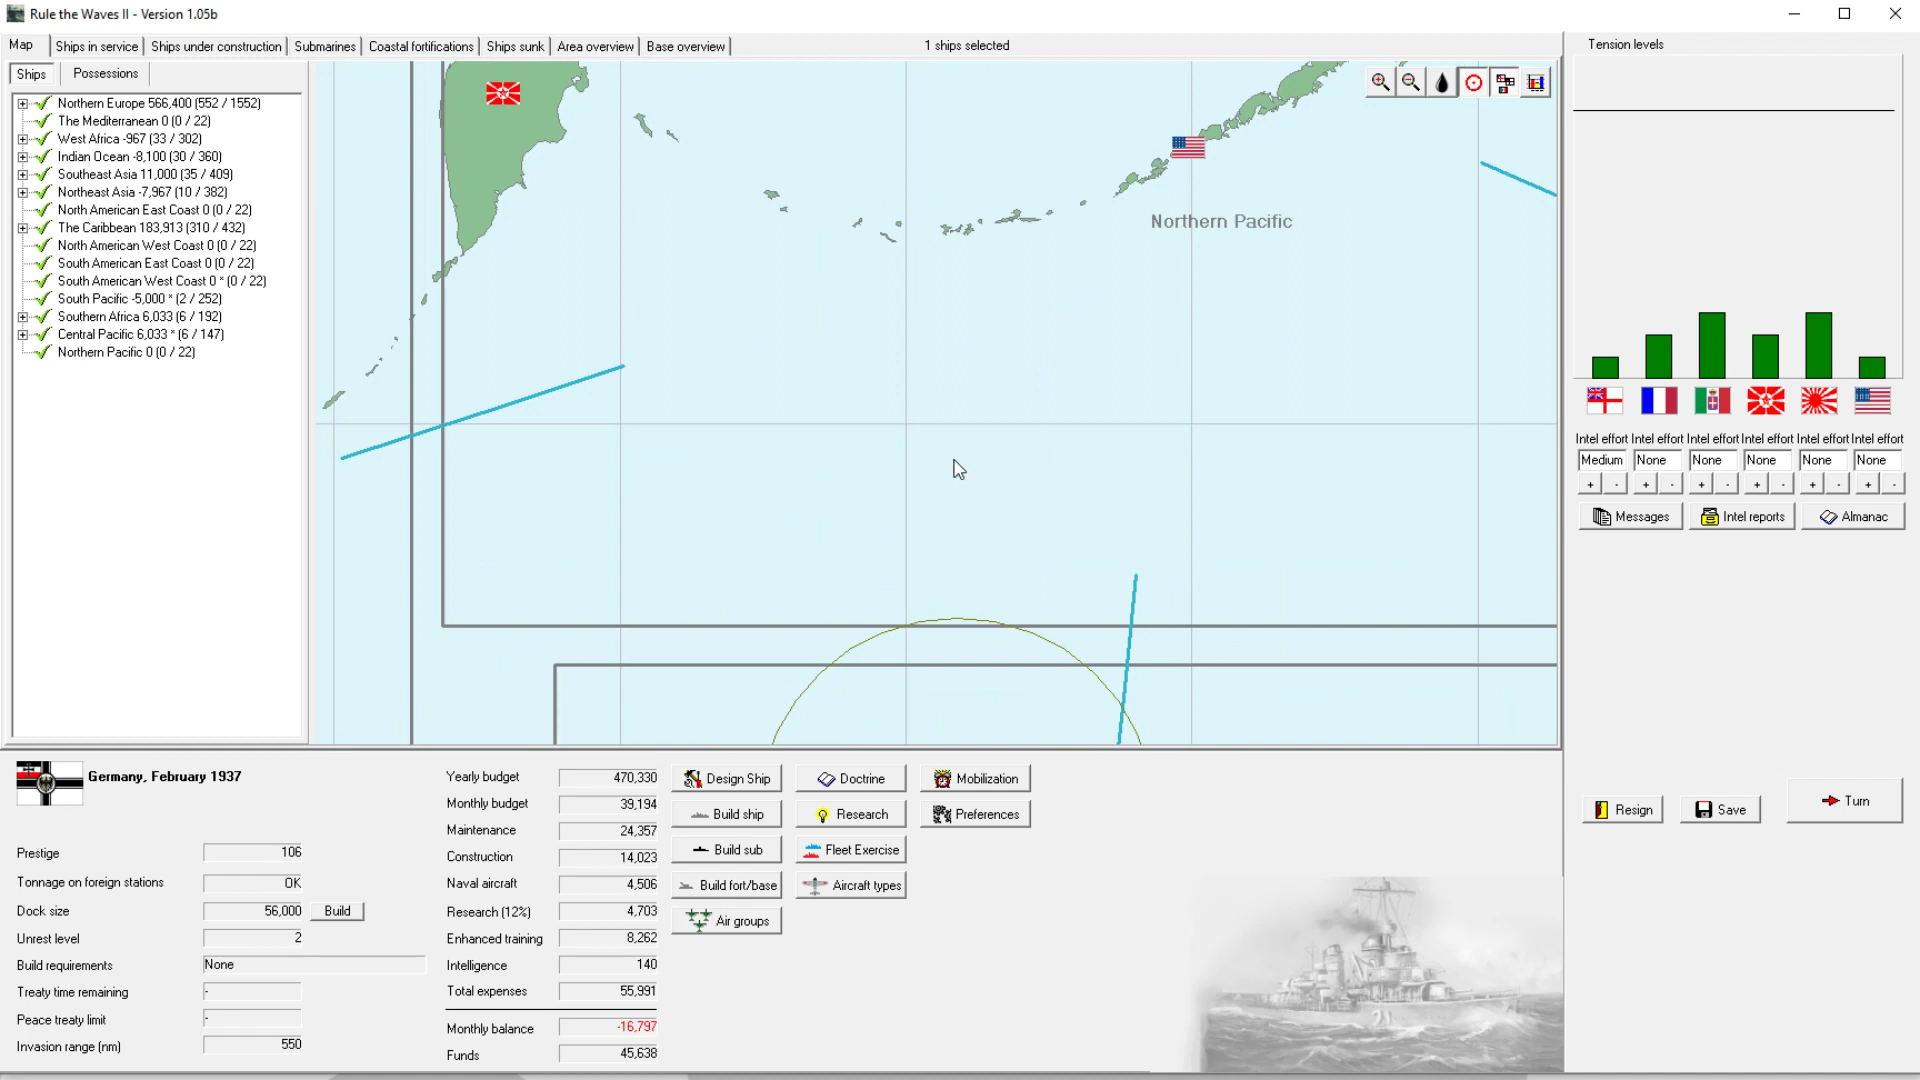 Rule the Waves II - Version 1.05b
Map
Ships in service
Ships under construction
Submarines
Coastal fortifications
Ships sunk
Area overview
Base overview
1 ships selected
Ships
Possessions
Northern Europe 566,400 (552 / 1552)
The Mediterranean 0 (0 / 22)
West Africa -967 (33 / 302)
Indian Ocean -8,100 (30 / 360)
Southeast Asia 11,000 (35 / 409)
Northeast Asia -7,967 (10 / 382)
North American East Coast 0 (0 / 22)
The Caribbean 183,913 (310 / 432)
North American West Coast 0 (0 / 22)
South American East Coast 0 (0 / 22)
South American West Coast 0 * (0 / 22)
South Pacific -5,000 * (2 / 252)
Southern Africa 6,033 (6 / 192)
Central Pacific 6,033 * (6 / 147)
Northern Pacific 0 (0 / 22)
Northern Pacific
Tension levels
Intel effort Intel effort Intel effort Intel effort Intel effort Intel effort
Medium None None None None None
+ - + - + - + - + - + -
Messages
Intel reports
Almanac
Germany, February 1937
Prestige 106
Tonnage on foreign stations OK
Dock size 56,000 Build
Unrest level 2
Build requirements None
Treaty time remaining -
Peace treaty limit -
Invasion range (nm) 550
Yearly budget 470,330
Monthly budget 39,194
Maintenance 24,357
Construction 14,023
Naval aircraft 4,506
Research (12%) 4,703
Enhanced training 8,262
Intelligence 140
Total expenses 55,991
Monthly balance -16,797
Funds 45,638
Design Ship
Doctrine
Mobilization
Build ship
Research
Preferences
Build sub
Fleet Exercise
Build fort/base
Aircraft types
Air groups
Resign
Save
Turn